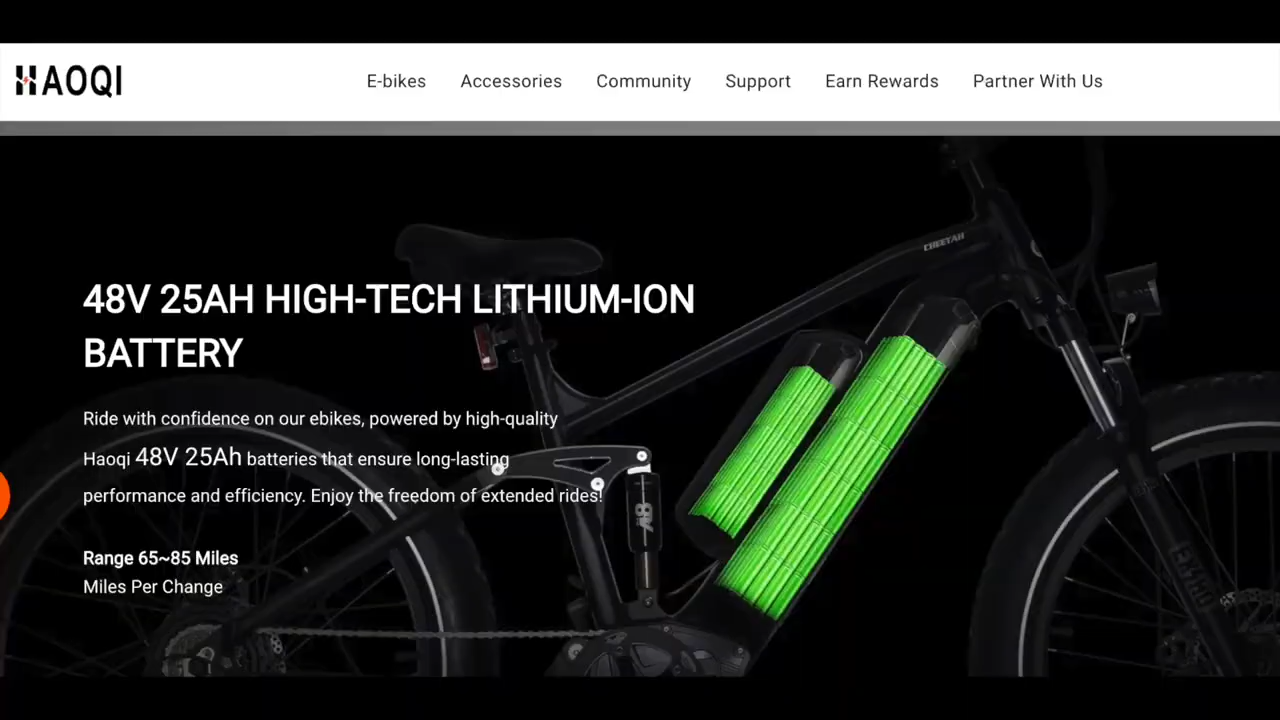 HAOQI
E-bikes Accessories Community Support Earn Rewards Partner With Us
CHEETAH
48V 25AH HIGH-TECH LITHIUM-ION
BATTERY
Ride with confidence on our ebikes, powered by high-quality
Haoqi 48V 25Ah batteries that ensure long-lasting
performance and efficiency. Enjoy the freedom of extended rides!
Range 65~85 Miles
Miles Per Change